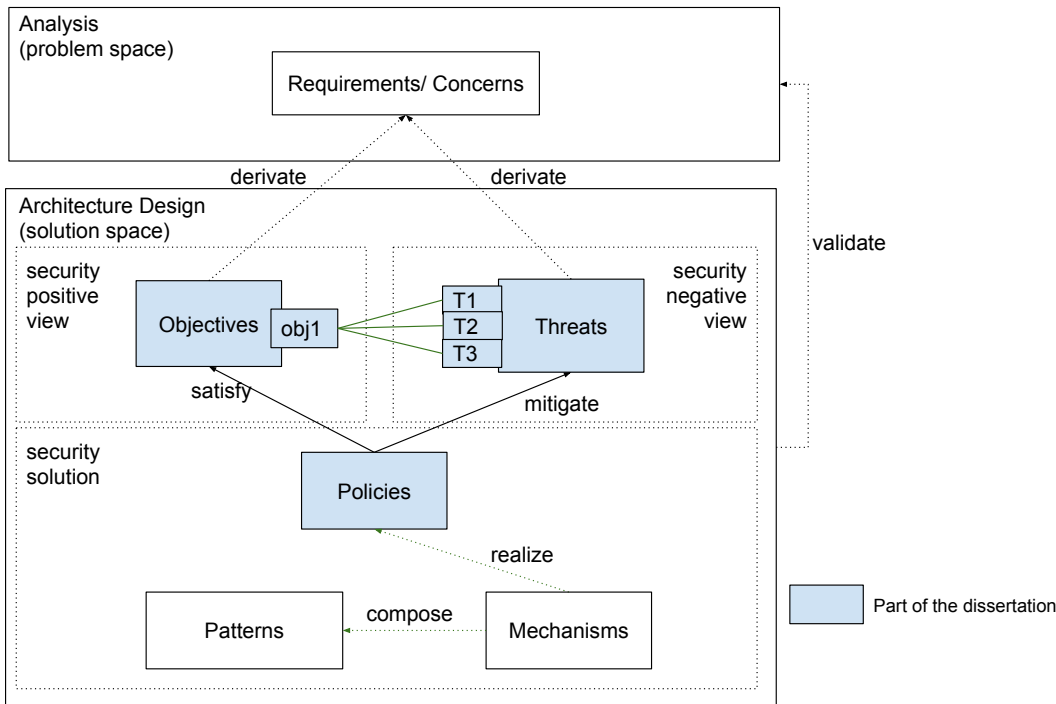 Analysis
(problem space)
Requirements/ Concerns
derivate
derivate
Architecture Design
(solution space)
validate
security
positive
view
security
negative
view
Objectives
obj1
T1
T2
T3
Threats
satisfy
mitigate
security
solution
Policies
realize
Patterns
compose
Mechanisms
Part of the dissertation